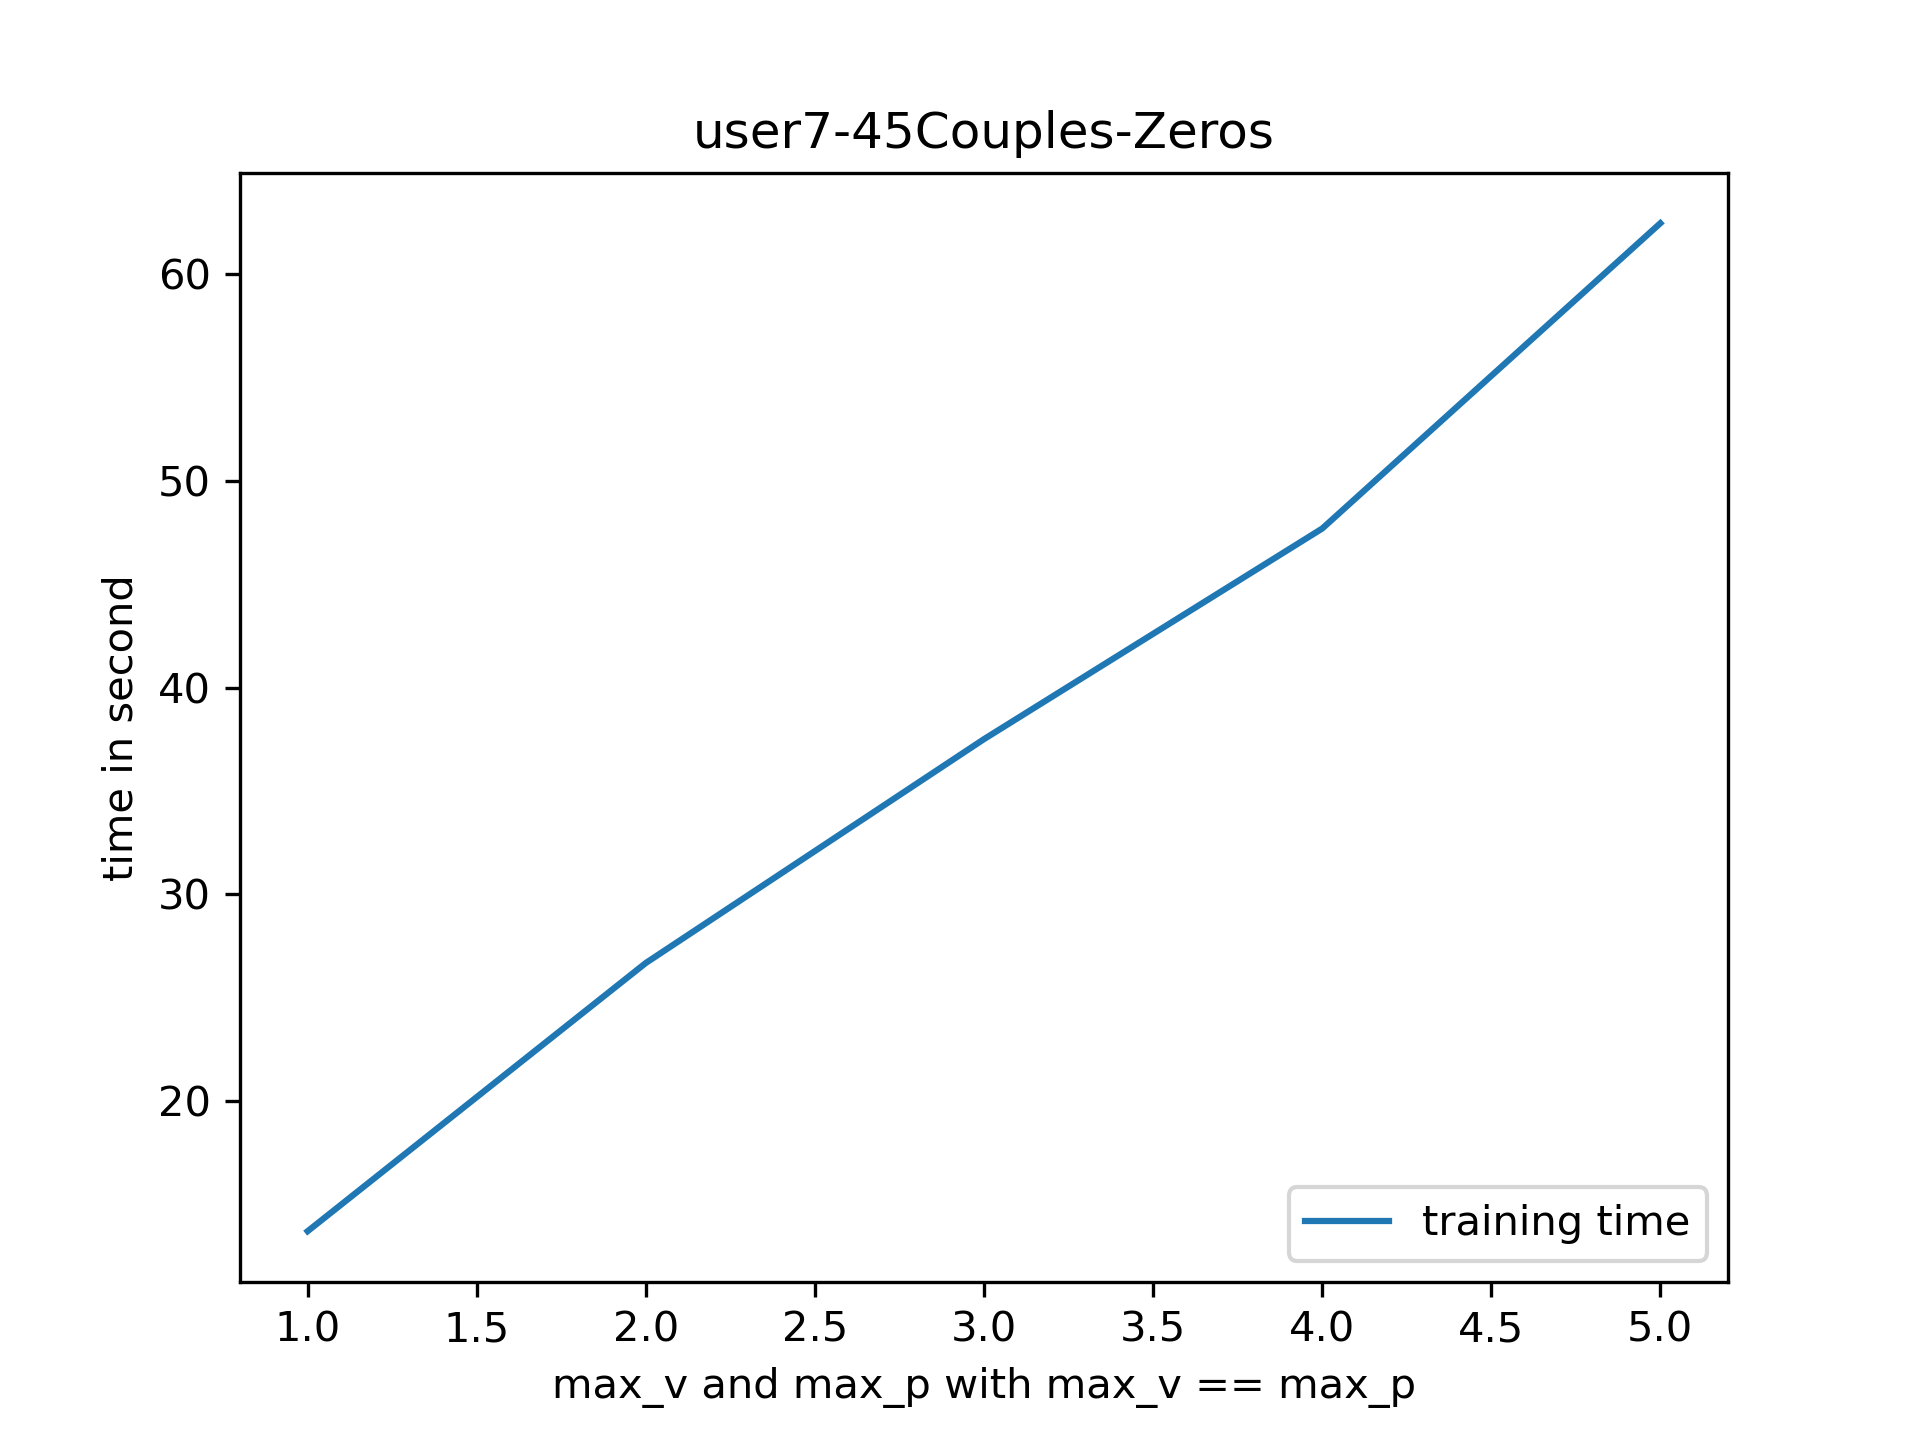 user7-45Couples-Zeros
60
50
40
30
20
time in second
training time
1.0 1.5 2.0 2.5 3.0 3.5 4.0 4.5 5.0
max_v and max_p with max_v == max_p